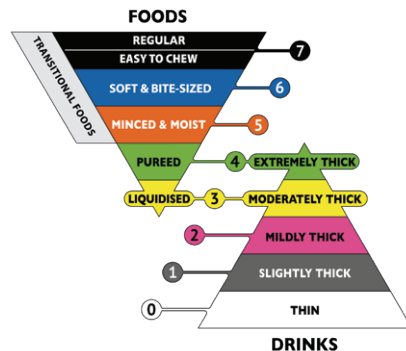 FOODS
TRANSITIONAL FOODS
REGULAR
EASY TO CHEW
7
SOFT & BITE-SIZED
6
MINCED & MOIST
5
PUREED
4
EXTREMELY THICK
LIQUIDISED
3
MODERATELY THICK
2
MILDLY THICK
1
SLIGHTLY THICK
0
THIN
DRINKS